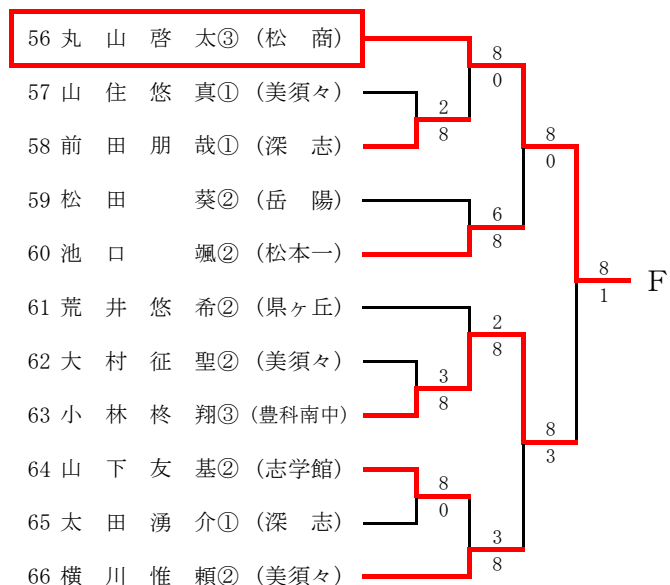 56 丸 山 啓 太③ (松 商)
8
0
57 山 住 悠 真① (美須々)
2
8
8
0
58 前 田 朋 哉① (深 志)
59 松 田 葵② (岳 陽)
6
8
60 池 口 颯② (松本一)
8
1
F
61 荒 井 悠 希② (県ヶ丘)
2
8
62 大 村 征 聖② (美須々)
3
8
63 小 林 柊 翔③ (豊科南中)
8
3
64 山 下 友 基② (志学館)
8
0
65 太 田 湧 介① (深 志)
3
8
66 横 川 惟 頼② (美須々)